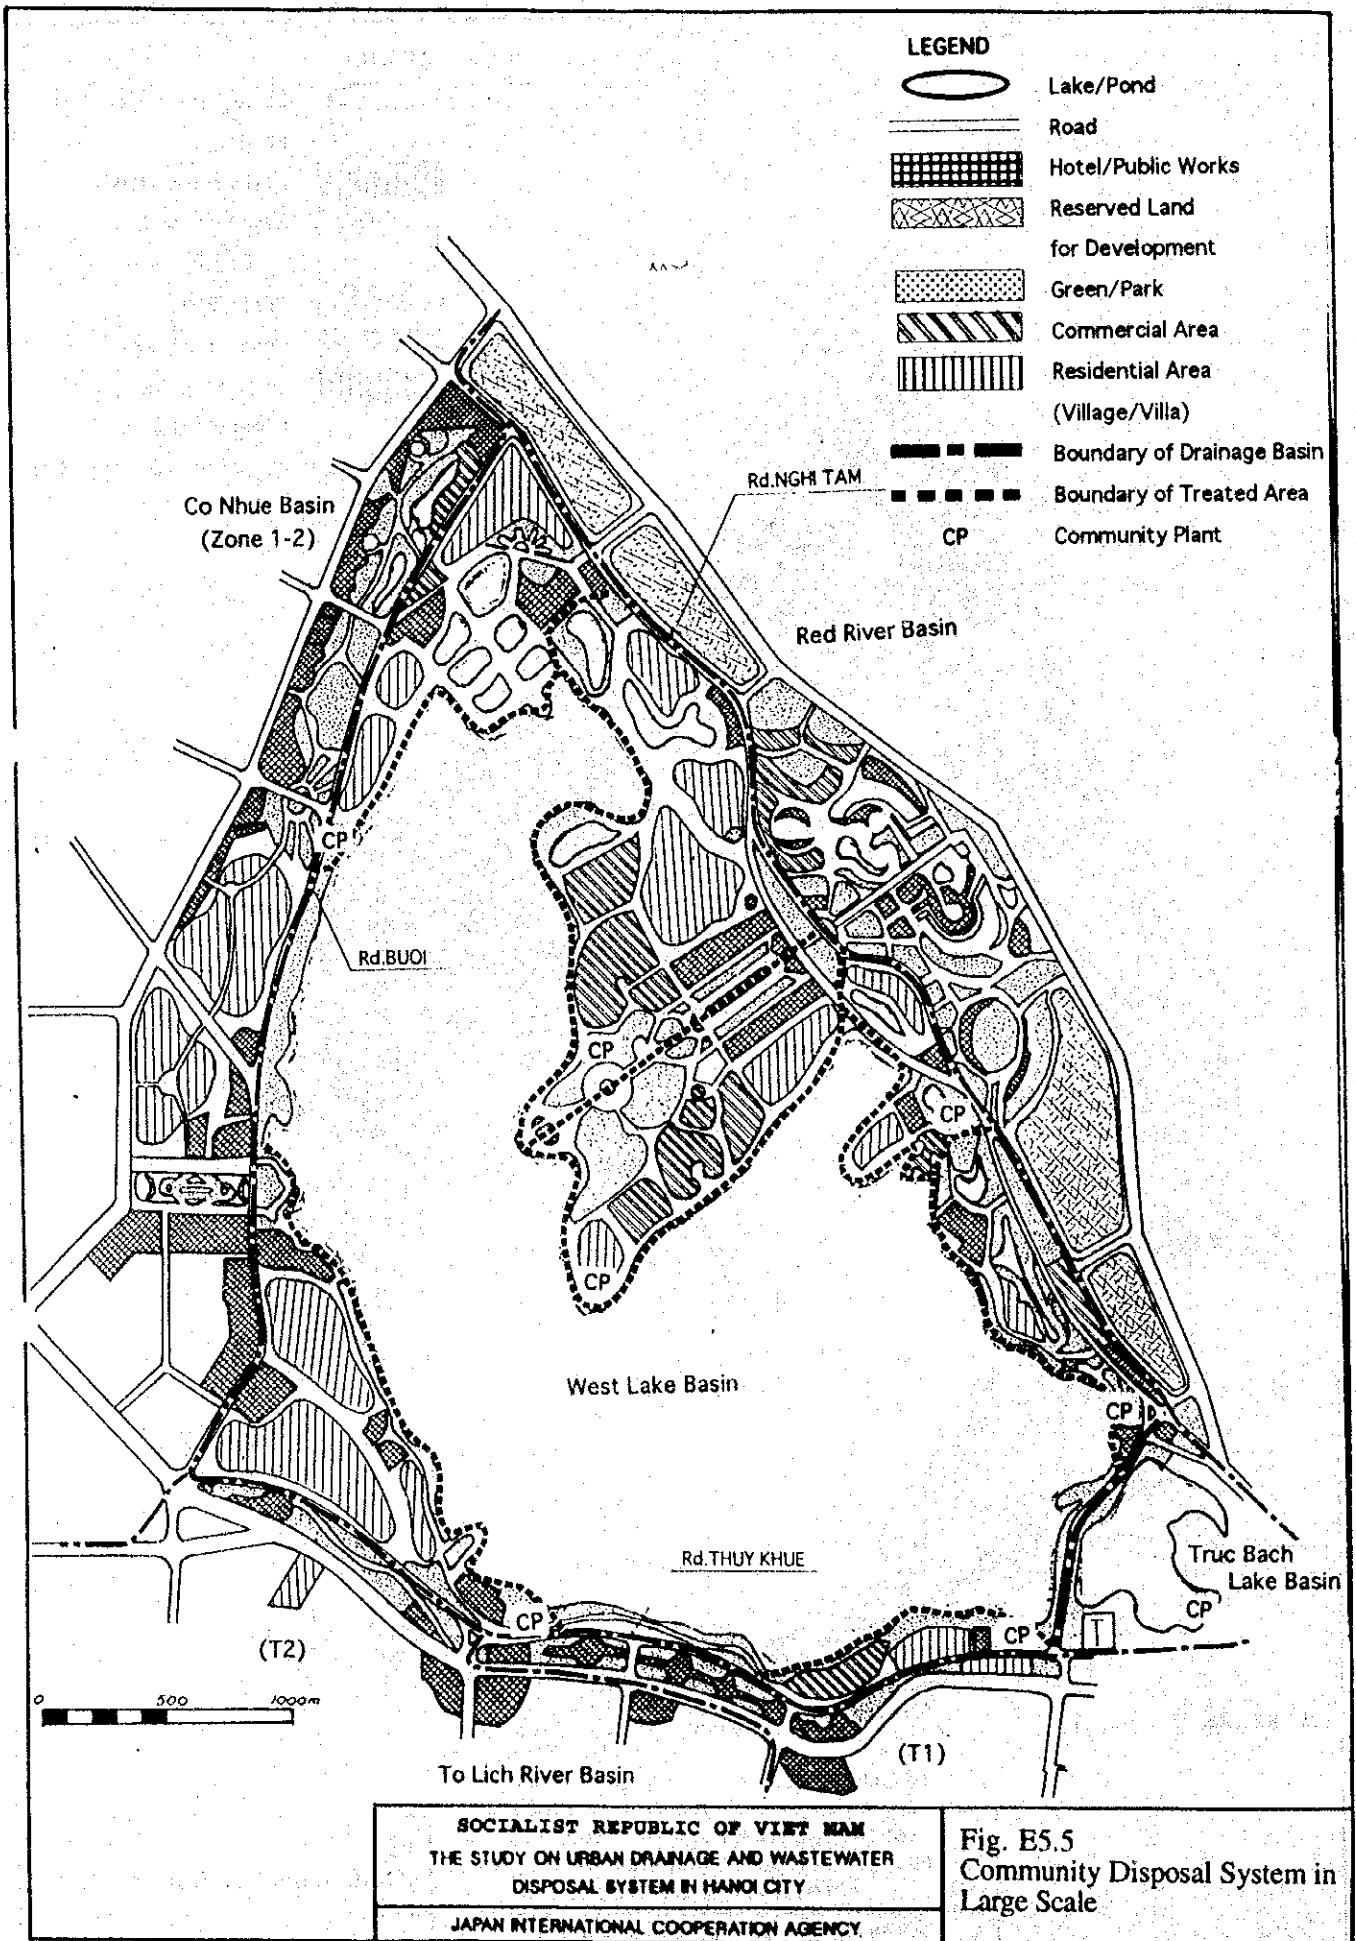 LEGEND
Lake/Pond
Road
Hotel/Public Works
Reserved Land
for Development
Green/Park
Commercial Area
Residential Area
(Village/Villa)
Boundary of Drainage Basin
Boundary of Treated Area
CP Community Plant
Rd.NGHI TAM
Co Nhue Basin
(Zone 1-2)
Red River Basin
CP
Rd.BUOI
CP
CP
CP
West Lake Basin
CP
Rd.THUY KHUE
Truc Bach
Lake Basin
CP
CP
CP
T
(T2)
0 500 1000m
(T1)
To Lich River Basin
SOCIALIST REPUBLIC OF VIET NAM
THE STUDY ON URBAN DRAINAGE AND WASTEWATER
DISPOSAL SYSTEM IN HANOI CITY
JAPAN INTERNATIONAL COOPERATION AGENCY
Fig. E5.5
Community Disposal System in
Large Scale